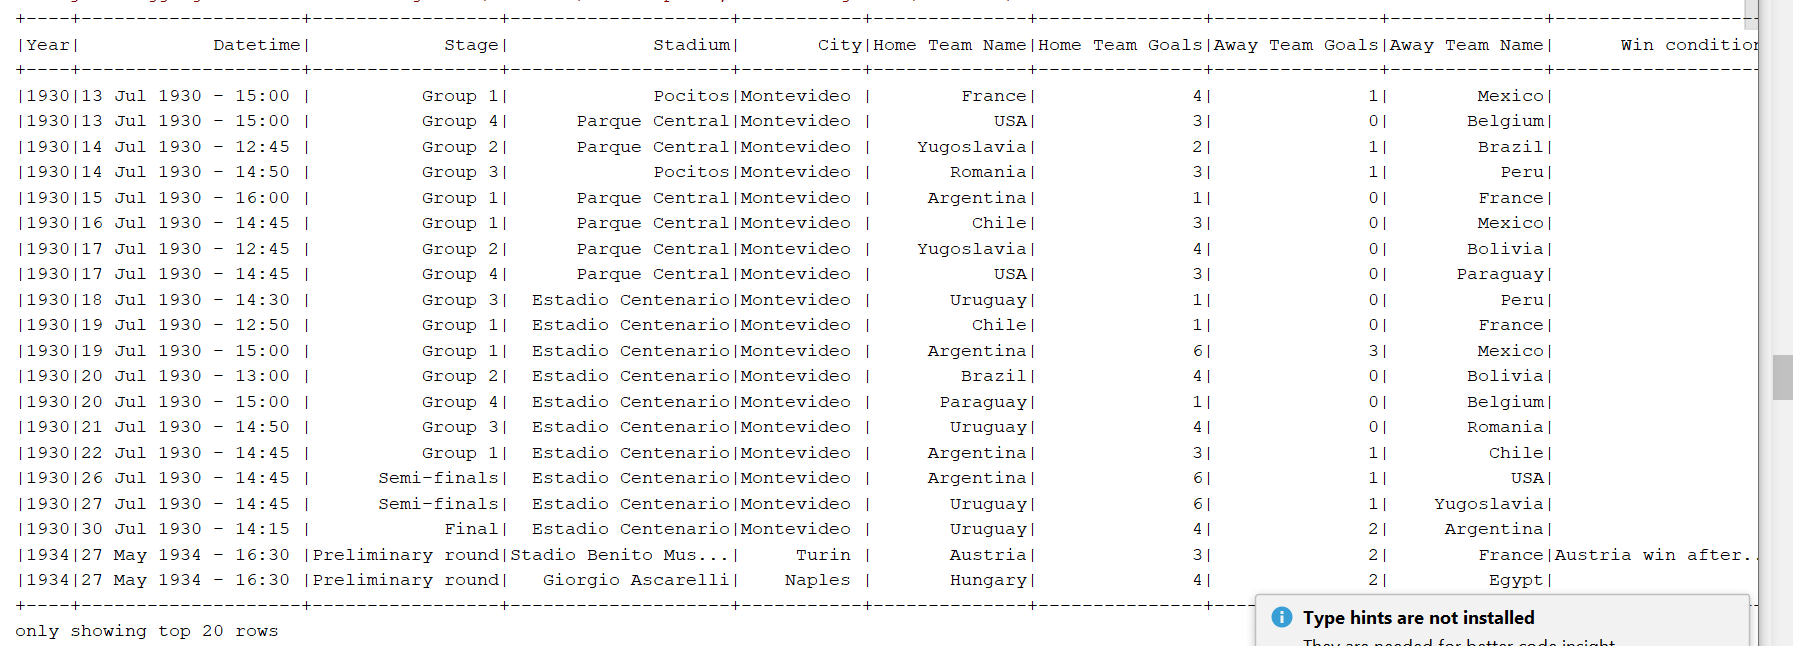 +----+--------------------+-----------------+--------------------+------------+--------------+---------------+---------------+--------------+-------------------
|Year|            Datetime|            Stage|             Stadium|       City|Home Team Name|Home Team Goals|Away Team Goals|Away Team Name|      Win condition
+----+--------------------+-----------------+--------------------+------------+--------------+---------------+---------------+--------------+-------------------
|1930|13 Jul 1930 - 15:00 |          Group 1|             Pocitos|Montevideo |        France|              4|              1|        Mexico|
|1930|13 Jul 1930 - 15:00 |          Group 4|      Parque Central|Montevideo |           USA|              3|              0|       Belgium|
|1930|14 Jul 1930 - 12:45 |          Group 2|      Parque Central|Montevideo |    Yugoslavia|              2|              1|        Brazil|
|1930|14 Jul 1930 - 14:50 |          Group 3|             Pocitos|Montevideo |       Romania|              3|              1|          Peru|
|1930|15 Jul 1930 - 16:00 |          Group 1|      Parque Central|Montevideo |     Argentina|              1|              0|        France|
|1930|16 Jul 1930 - 14:45 |          Group 1|      Parque Central|Montevideo |         Chile|              3|              0|        Mexico|
|1930|17 Jul 1930 - 12:45 |          Group 2|      Parque Central|Montevideo |    Yugoslavia|              4|              0|       Bolivia|
|1930|17 Jul 1930 - 14:45 |          Group 4|      Parque Central|Montevideo |           USA|              3|              0|      Paraguay|
|1930|18 Jul 1930 - 14:30 |          Group 3|  Estadio Centenario|Montevideo |       Uruguay|              1|              0|          Peru|
|1930|19 Jul 1930 - 12:50 |          Group 1|  Estadio Centenario|Montevideo |         Chile|              1|              0|        France|
|1930|19 Jul 1930 - 15:00 |          Group 1|  Estadio Centenario|Montevideo |     Argentina|              6|              3|        Mexico|
|1930|20 Jul 1930 - 13:00 |          Group 2|  Estadio Centenario|Montevideo |        Brazil|              4|              0|       Bolivia|
|1930|20 Jul 1930 - 15:00 |          Group 4|  Estadio Centenario|Montevideo |      Paraguay|              1|              0|       Belgium|
|1930|21 Jul 1930 - 14:50 |          Group 3|  Estadio Centenario|Montevideo |       Uruguay|              4|              0|       Romania|
|1930|22 Jul 1930 - 14:45 |          Group 1|  Estadio Centenario|Montevideo |     Argentina|              3|              1|         Chile|
|1930|26 Jul 1930 - 14:45 |      Semi-finals|  Estadio Centenario|Montevideo |     Argentina|              6|              1|           USA|
|1930|27 Jul 1930 - 14:45 |      Semi-finals|  Estadio Centenario|Montevideo |       Uruguay|              6|              1|    Yugoslavia|
|1930|30 Jul 1930 - 14:15 |            Final|  Estadio Centenario|Montevideo |       Uruguay|              4|              2|     Argentina|
|1934|27 May 1934 - 16:30 |Preliminary round|Stadio Benito Mus...|     Turin |       Austria|              3|              2|        France|Austria win after..
|1934|27 May 1934 - 16:30 |Preliminary round|   Giorgio Ascarelli|    Naples |       Hungary|              4|              2|         Egypt|
+----+--------------------+-----------------+--------------------+------------+--------------+---------------+---------------+--------------+-------------------
only showing top 20 rows
Type hints are not installed
They are needed for better code insight